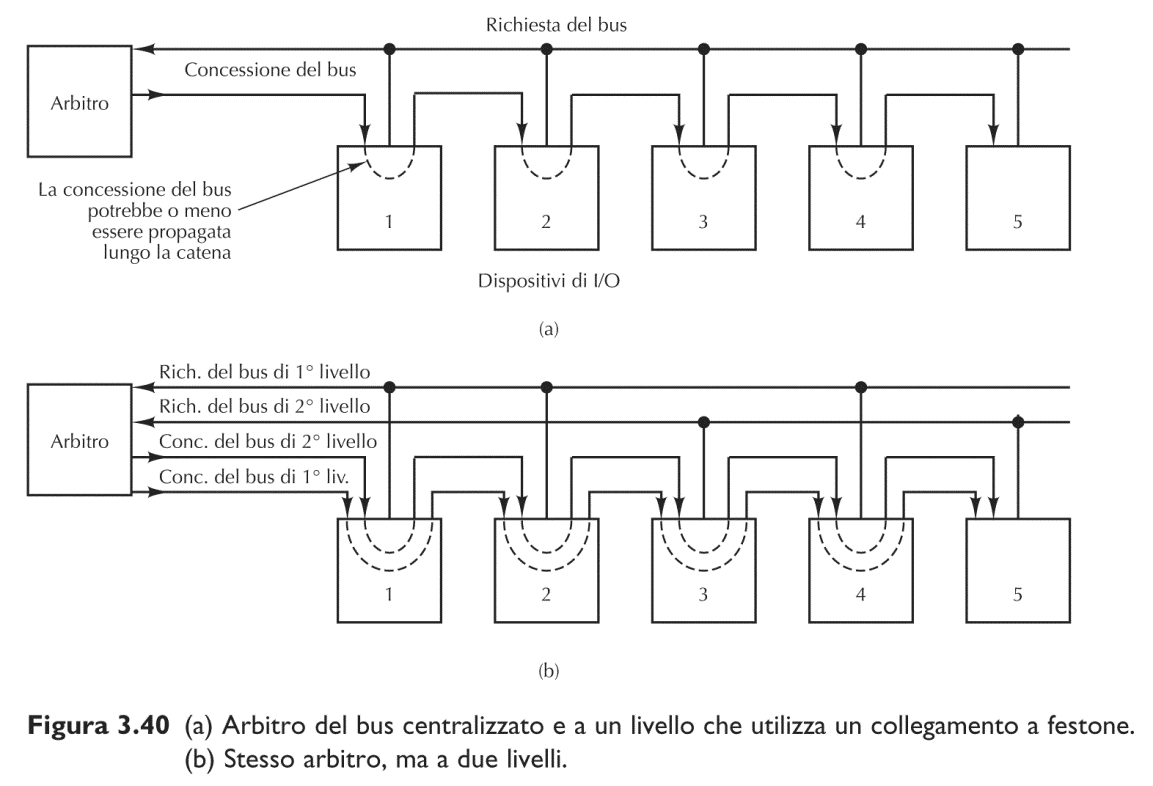 Richiesta del bus
Concessione del bus
Arbitro
La concessione del bus
potrebbe o meno
essere propagata
lungo la catena
1
2
3
4
5
Dispositivi di I/O
(a)
Rich. del bus di 1° livello
Rich. del bus di 2° livello
Arbitro
Conc. del bus di 2° livello
Conc. del bus di 1° liv.
1
2
3
4
5
(b)
Figura 3.40 (a) Arbitro del bus centralizzato e a un livello che utilizza un collegamento a festone.
(b) Stesso arbitro, ma a due livelli.